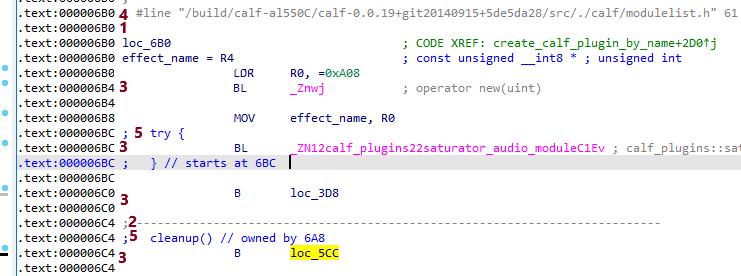 .text:000006B0 4 #line "/build/calf-al550C/calf-0.0.19+git20140915+5de5da28/src/./calf/modulelist.h" 61
.text:000006B0 1
.text:000006B0 loc_6B0 ; CODE XREF: create_calf_plugin_by_name+2D0↑j
.text:000006B0 effect_name = R4 ; const unsigned __int8 * ; unsigned int
.text:000006B0 LDR R0, =0xA08
.text:000006B4 3 BL _Znwj ; operator new(uint)
.text:000006B4
.text:000006B8 MOV effect_name, R0
.text:000006BC ; 5 try {
.text:000006BC 3 BL _ZN12calf_plugins22saturator_audio_moduleC1Ev ; calf_plugins::sat
.text:000006BC ; } // starts at 6BC
.text:000006BC
.text:000006C0 3 B loc_3D8
.text:000006C0
.text:000006C4 ;2---------------------------------------------------------------------------
.text:000006C4 ;5 cleanup() // owned by 6A8
.text:000006C4 3 B loc_5CC
.text:000006C4